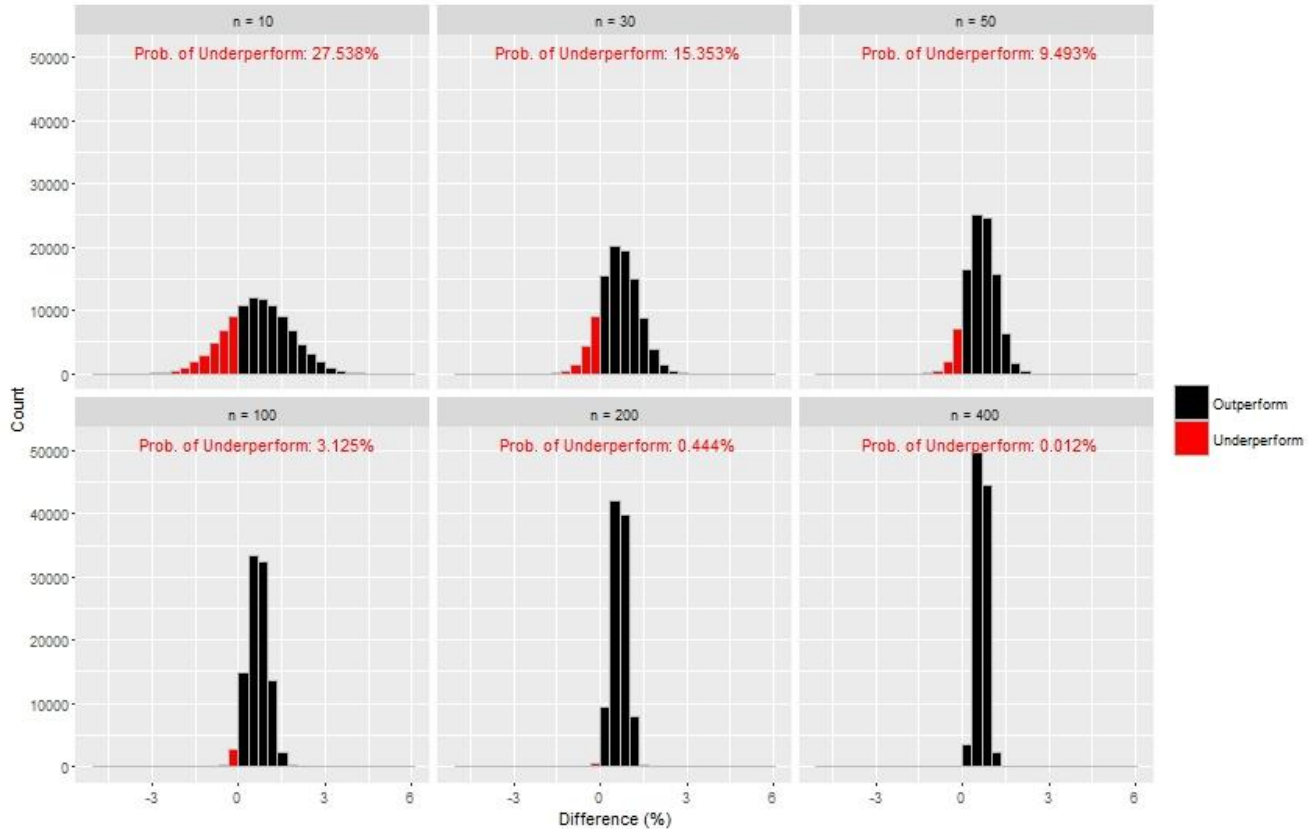 n = 10
n = 30
n = 50
Prob. of Underperform: 27.538%
Prob. of Underperform: 15.353%
Prob. of Underperform: 9.493%
50000
40000
30000
20000
10000
0
n = 100
n = 200
n = 400
Prob. of Underperform: 3.125%
Prob. of Underperform: 0.444%
Prob. of Underperform: 0.012%
50000
40000
30000
20000
10000
0
Count
-3 0 3 6
-3 0 3 6
-3 0 3 6
Difference (%)
Outperform
Underperform